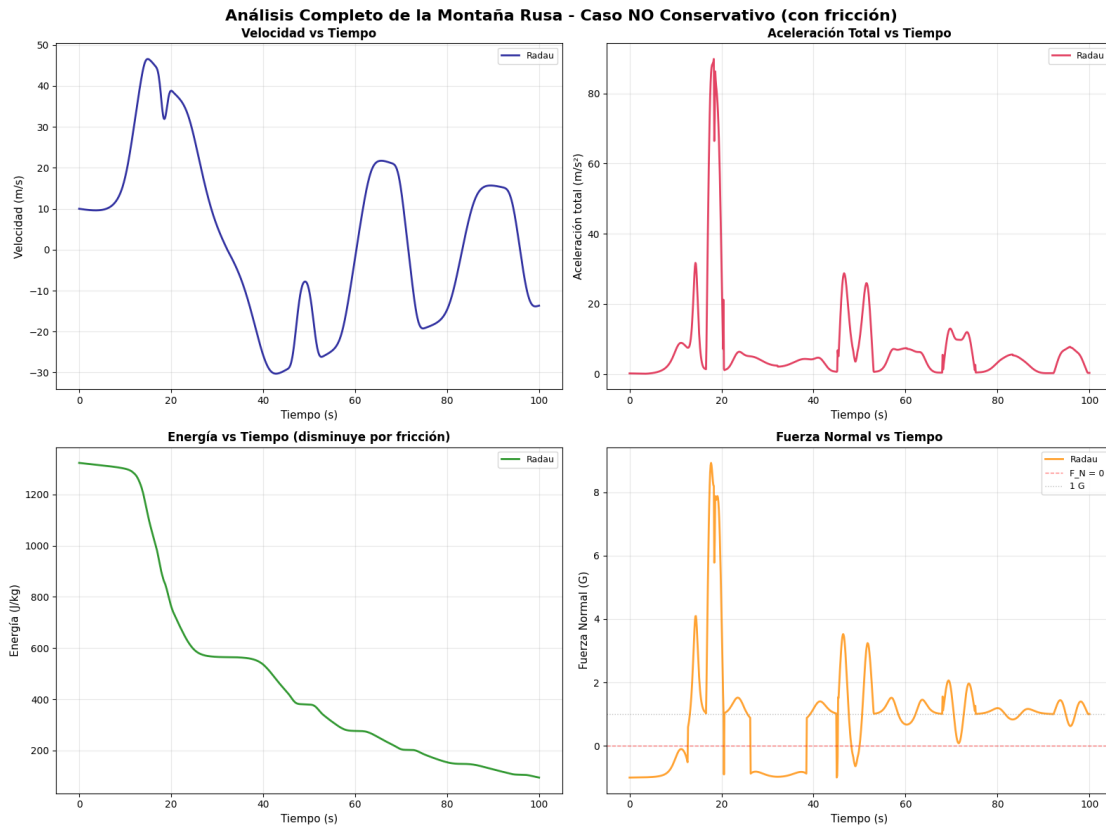 Análisis Completo de la Montaña Rusa - Caso NO Conservativo (con fricción)
Velocidad vs Tiempo
Radau
50
40
30
20
10
0
−10
−20
−30
Velocidad (m/s)
0 20 40 60 80 100
Tiempo (s)
Aceleración Total vs Tiempo
Radau
80
60
40
20
0
Aceleración total (m/s²)
0 20 40 60 80 100
Tiempo (s)
Energía vs Tiempo (disminuye por fricción)
Radau
1200
1000
800
600
400
200
Energía (J/kg)
0 20 40 60 80 100
Tiempo (s)
Fuerza Normal vs Tiempo
Radau
F_N = 0
1 G
8
6
4
2
0
Fuerza Normal (G)
0 20 40 60 80 100
Tiempo (s)